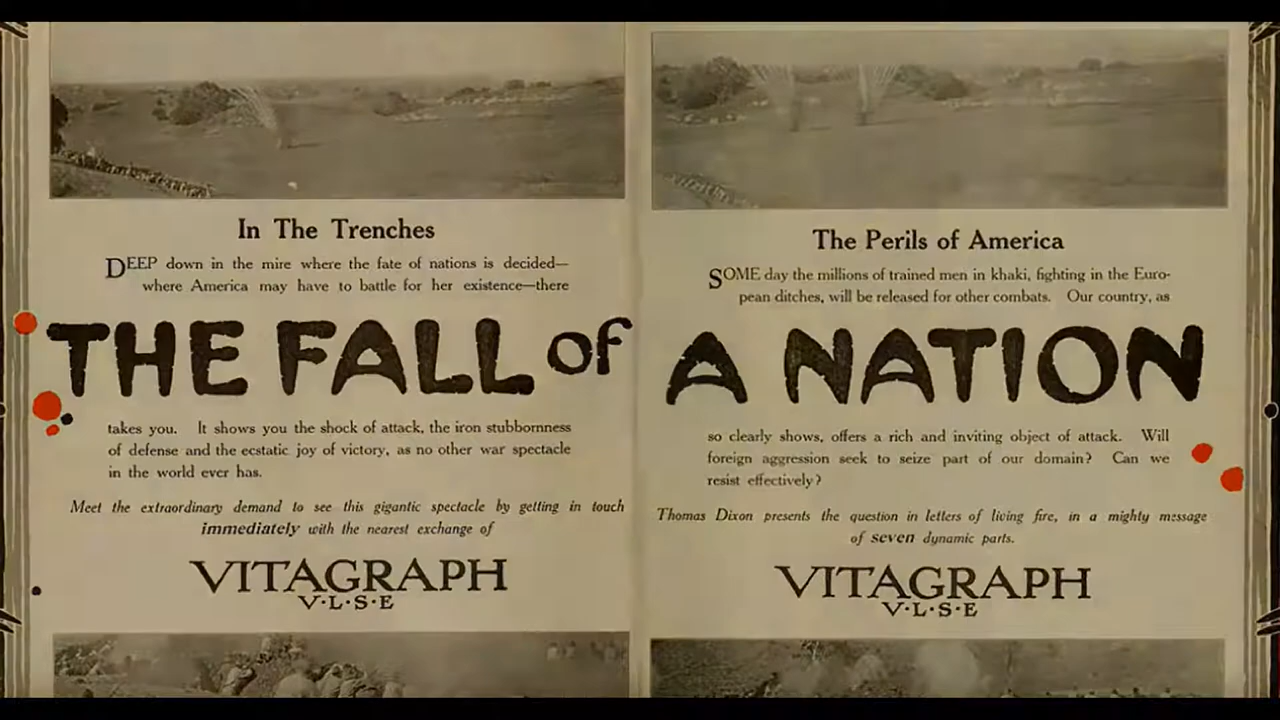 In The Trenches
DEEP down in the mire where the fate of nations is decided—
where America may have to battle for her existence—there
THE FALL of
takes you. It shows you the shock of attack, the iron stubbornness
of defense and the ecstatic joy of victory, as no other war spectacle
in the world ever has.
Meet the extraordinary demand to see this gigantic spectacle by getting in touch
immediately with the nearest exchange of
VITAGRAPH
V·L·S·E
The Perils of America
SOME day the millions of trained men in khaki, fighting in the Euro-
pean ditches, will be released for other combats. Our country, as
A NATION
so clearly shows, offers a rich and inviting object of attack. Will
foreign aggression seek to seize part of our domain? Can we
resist effectively?
Thomas Dixon presents the question in letters of living fire, in a mighty message
of seven dynamic parts.
VITAGRAPH
V·L·S·E